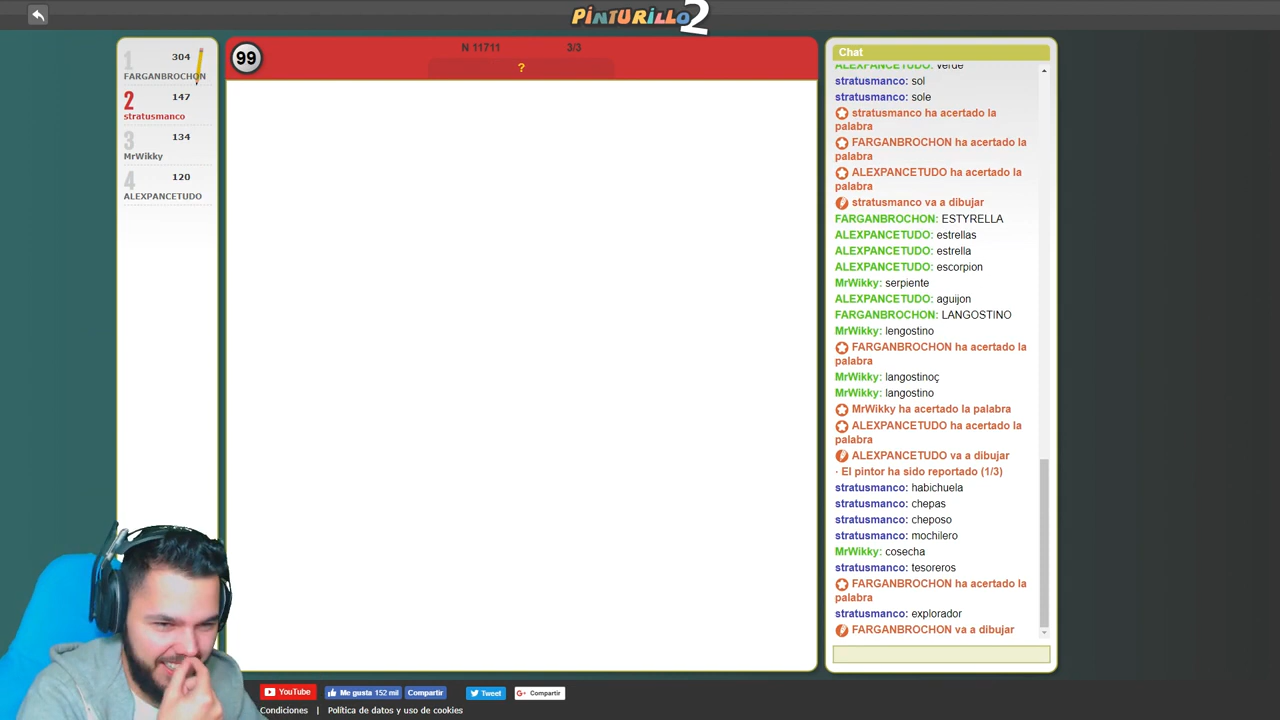 PINTURILLO 2
1 304
FARGANBROCHON
2 147
stratusmanco
3 134
MrWikky
4 120
ALEXPANCETUDO
99
N 11711
3/3
?
Chat
ALEXPANCETUDO: verde
stratusmanco: sol
stratusmanco: sole
stratusmanco ha acertado la
palabra
FARGANBROCHON ha acertado la
palabra
ALEXPANCETUDO ha acertado la
palabra
stratusmanco va a dibujar
FARGANBROCHON: ESTYRELLA
ALEXPANCETUDO: estrellas
ALEXPANCETUDO: estrella
ALEXPANCETUDO: escorpion
MrWikky: serpiente
ALEXPANCETUDO: aguijon
FARGANBROCHON: LANGOSTINO
MrWikky: lengostino
FARGANBROCHON ha acertado la
palabra
MrWikky: langostinoç
MrWikky: langostino
MrWikky ha acertado la palabra
ALEXPANCETUDO ha acertado la
palabra
ALEXPANCETUDO va a dibujar
· El pintor ha sido reportado (1/3)
stratusmanco: habichuela
stratusmanco: chepas
stratusmanco: cheposo
stratusmanco: mochilero
MrWikky: cosecha
stratusmanco: tesoreros
FARGANBROCHON ha acertado la
palabra
stratusmanco: explorador
FARGANBROCHON va a dibujar
YouTube
Me gusta 152 mil
Compartir
Tweet
G+ Compartir
Condiciones | Política de datos y uso de cookies